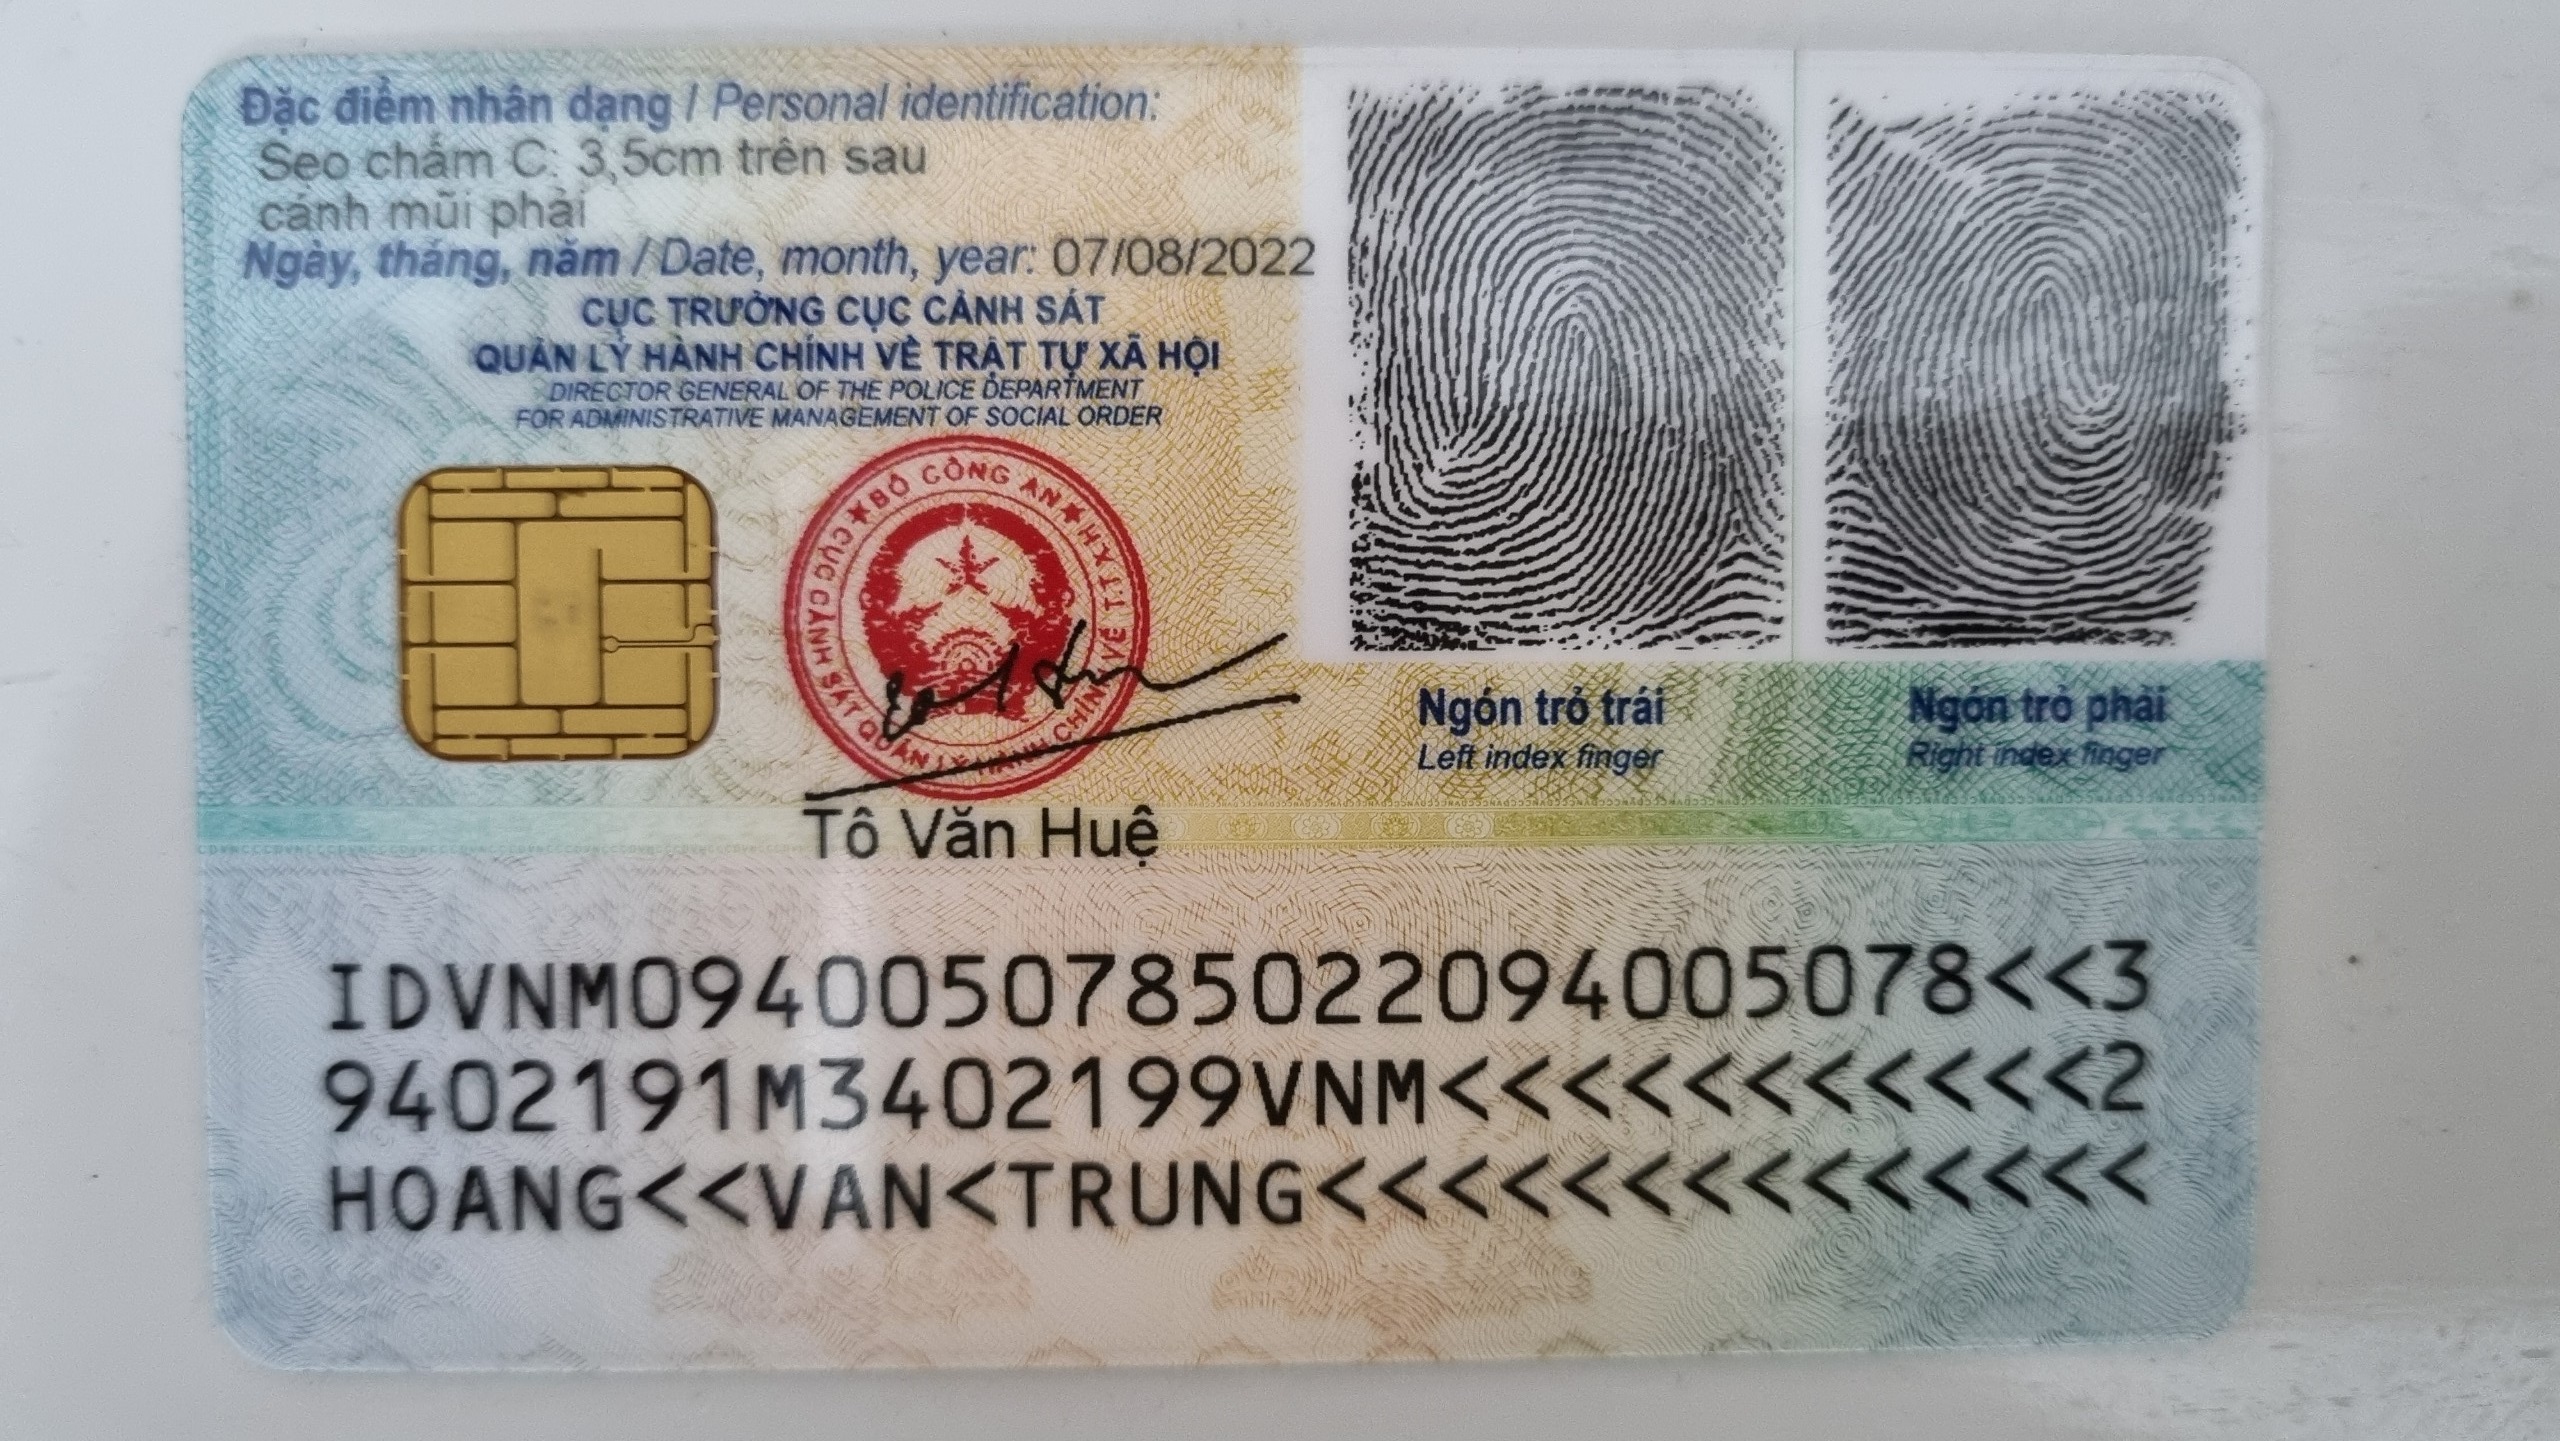 Đặc điểm nhân dạng / Personal identification:
Sẹo chấm C: 3,5cm trên sau
cánh mũi phải
Ngày, tháng, năm / Date, month, year: 07/08/2022
CỤC TRƯỞNG CỤC CẢNH SÁT
QUẢN LÝ HÀNH CHÍNH VỀ TRẬT TỰ XÃ HỘI
DIRECTOR GENERAL OF THE POLICE DEPARTMENT
FOR ADMINISTRATIVE MANAGEMENT OF SOCIAL ORDER
BỘ CÔNG AN
CỤC CẢNH SÁT QUẢN LÝ HÀNH CHÍNH VỀ TTXH
Tô Văn Huệ
Ngón trỏ trái
Left index finger
Ngón trỏ phải
Right index finger
IDVNM0940050785022094005078<<3
9402191M3402199VNM<<<<<<<<<<<2
HOANG<<VAN<TRUNG<<<<<<<<<<<<<<